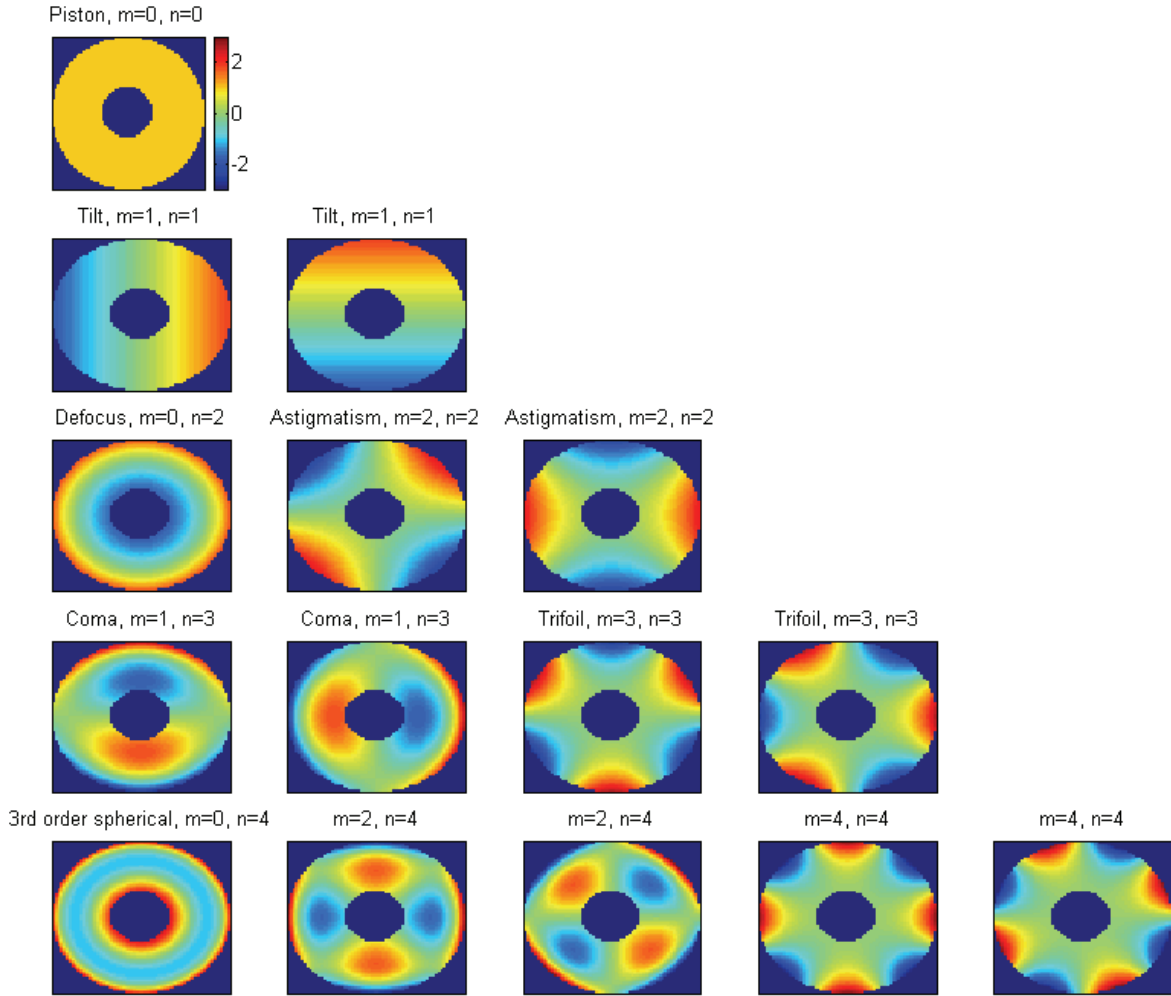 Piston, m=0, n=0
2
0
-2
Tilt, m=1, n=1
Tilt, m=1, n=1
Defocus, m=0, n=2
Astigmatism, m=2, n=2
Astigmatism, m=2, n=2
Coma, m=1, n=3
Coma, m=1, n=3
Trifoil, m=3, n=3
Trifoil, m=3, n=3
3rd order spherical, m=0, n=4
m=2, n=4
m=2, n=4
m=4, n=4
m=4, n=4